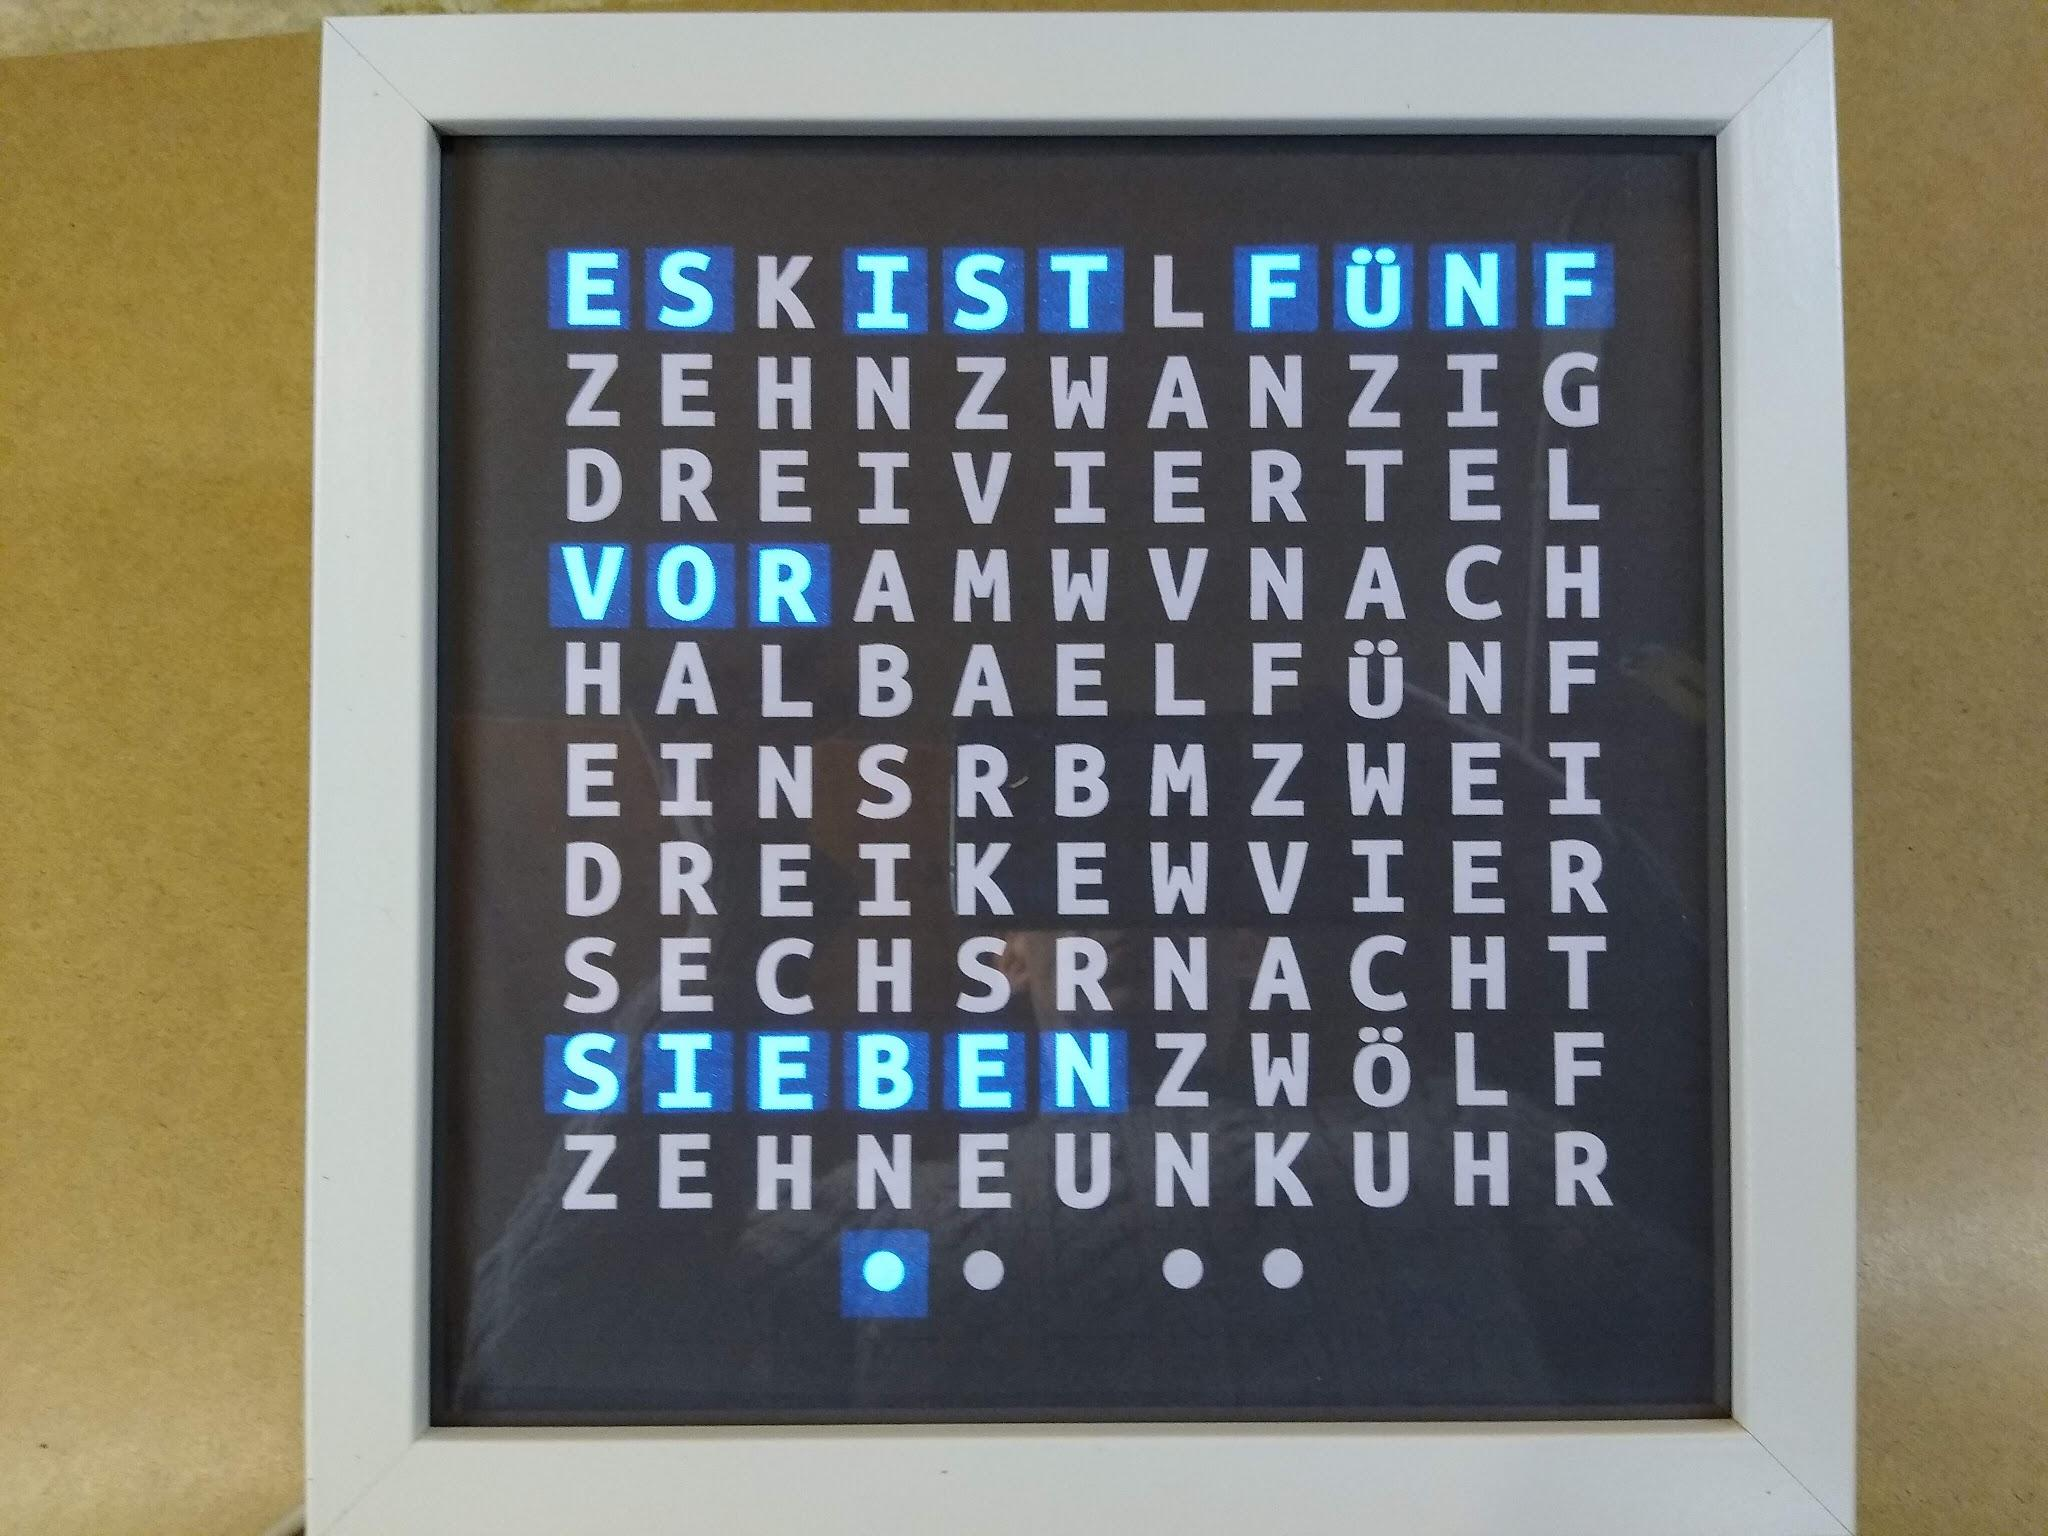 ESKISTLFÜNF
ZEHNZWANZIG
DREIVIERTEL
VORAMWVNACH
HALBAELFÜNF
EINSRBMZWEI
DREIKEWVIER
SECHSRNACHT
SIEBENZWÖLF
ZEHNEUNKUHR